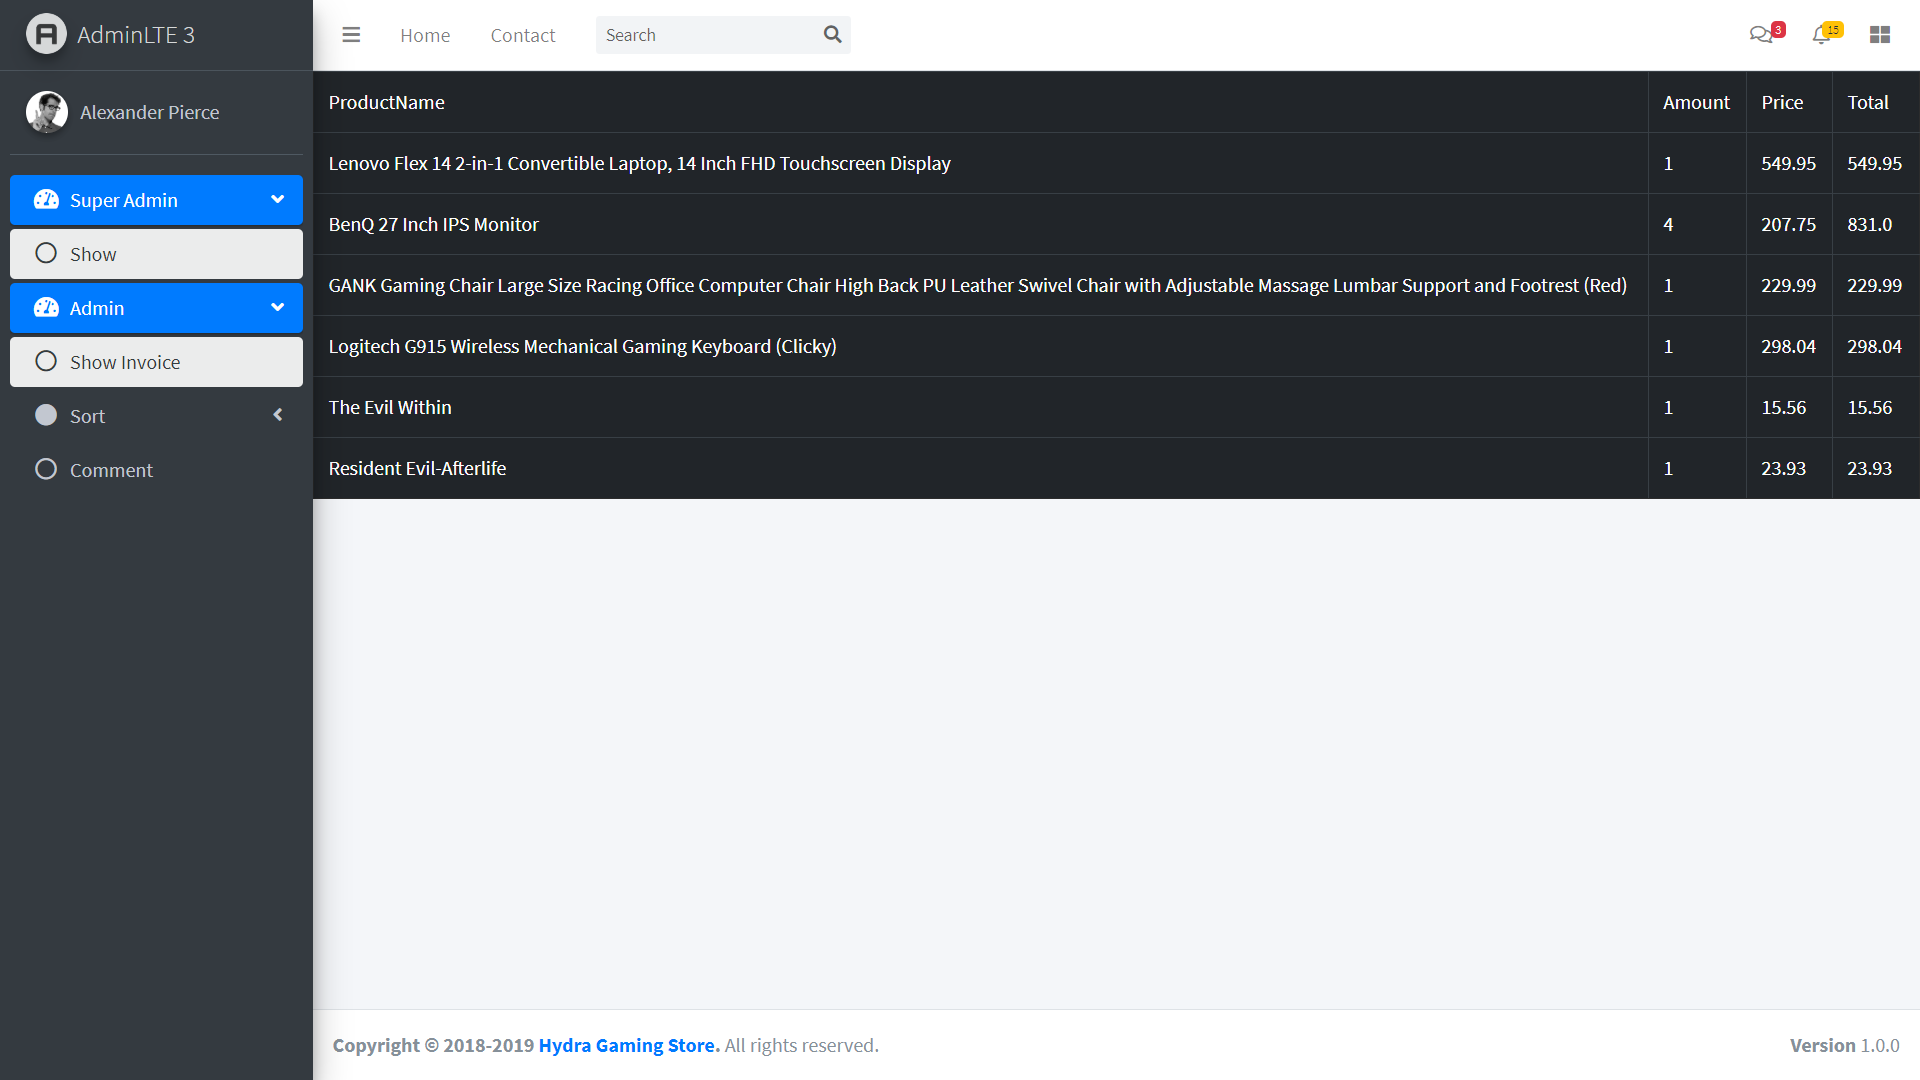 AdminLTE 3
Home Contact Search 3 15
Alexander Pierce
Super Admin
Show
Admin
Show Invoice
Sort
Comment
ProductName Amount Price Total
Lenovo Flex 14 2-in-1 Convertible Laptop, 14 Inch FHD Touchscreen Display 1 549.95 549.95
BenQ 27 Inch IPS Monitor 4 207.75 831.0
GANK Gaming Chair Large Size Racing Office Computer Chair High Back PU Leather Swivel Chair with Adjustable Massage Lumbar Support and Footrest (Red) 1 229.99 229.99
Logitech G915 Wireless Mechanical Gaming Keyboard (Clicky) 1 298.04 298.04
The Evil Within 1 15.56 15.56
Resident Evil-Afterlife 1 23.93 23.93
Copyright © 2018-2019 Hydra Gaming Store. All rights reserved. Version 1.0.0